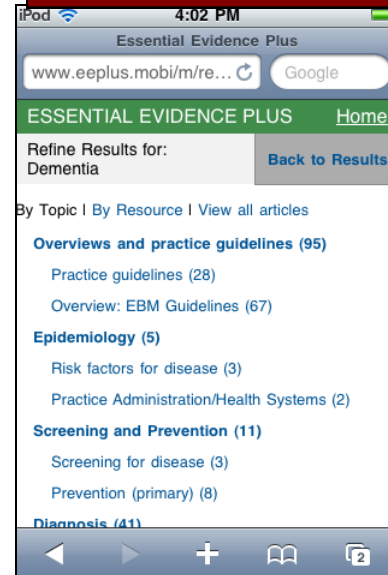 iPod 4:02 PM
Essential Evidence Plus
www.eeplus.mobi/m/re... Google
ESSENTIAL EVIDENCE PLUS Home
Refine Results for:
Dementia
Back to Results
By Topic | By Resource | View all articles
Overviews and practice guidelines (95)
Practice guidelines (28)
Overview: EBM Guidelines (67)
Epidemiology (5)
Risk factors for disease (3)
Practice Administration/Health Systems (2)
Screening and Prevention (11)
Screening for disease (3)
Prevention (primary) (8)
Diagnosis (41)
2